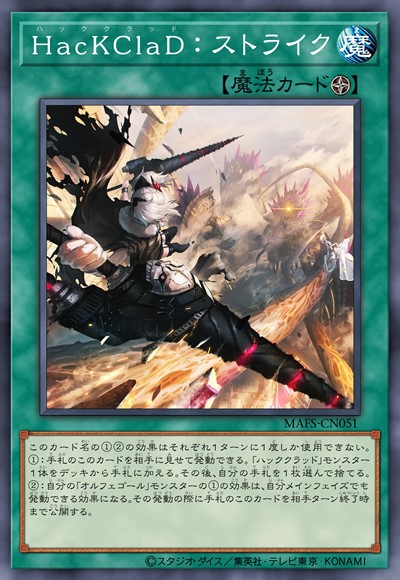 ハッククラッド
HacKClaD：ストライク
魔
【魔法カード】
まほう
MAFS-CN051
このカード名の①②の効果はそれぞれ1ターンに1度しか使用できない。
①：手札のこのカードを相手に見せて発動できる。「ハッククラッド」モンスター
1体をデッキから手札に加える。その後、自分の手札を1枚選んで捨てる。
②：自分の「オルフェゴール」モンスターの①の効果は、自分メインフェイズでも
発動できる効果になる。その発動の際に手札のこのカードを相手ターン終了時
まで公開する。
©スタジオ・ダイス／集英社・テレビ東京・KONAMI